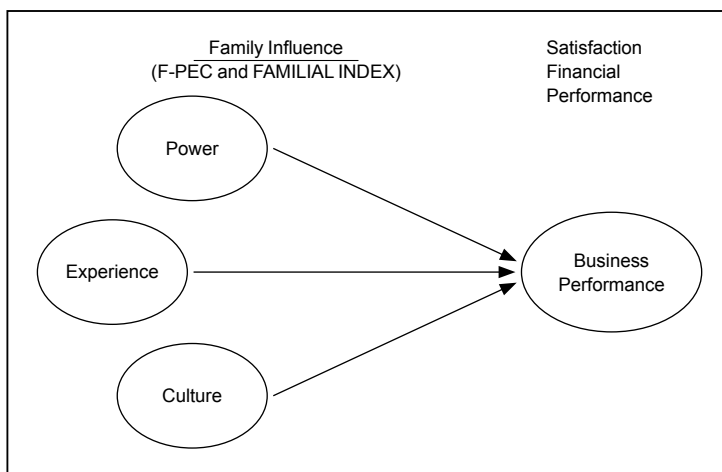 Family Influence
(F-PEC and FAMILIAL INDEX)
Satisfaction
Financial
Performance
Power
Experience
Business
Performance
Culture